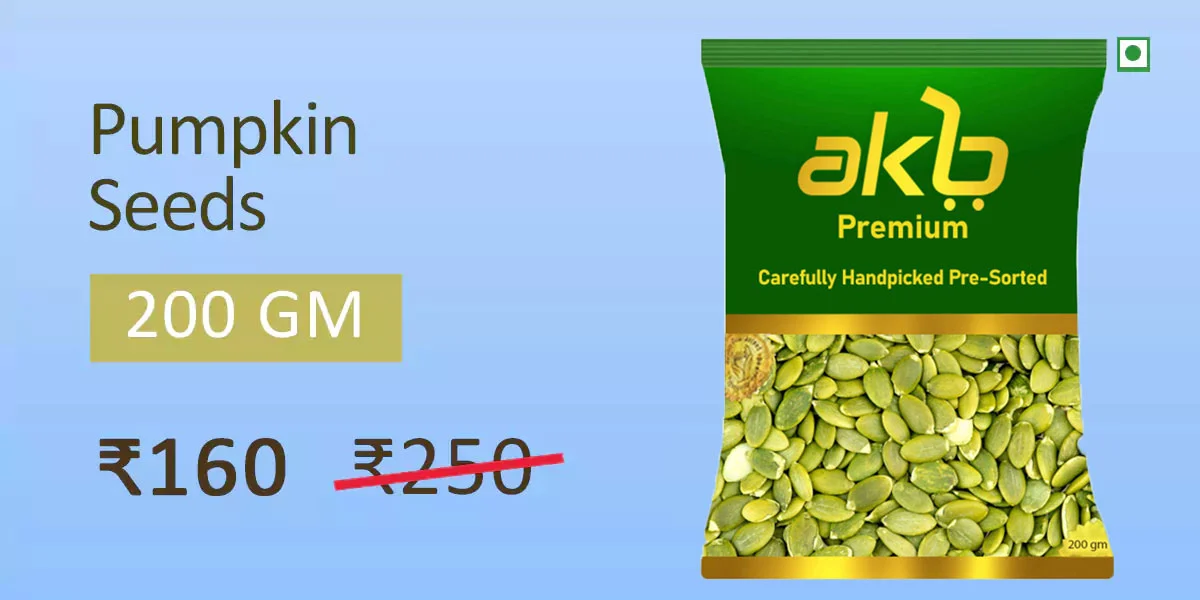 Pumpkin
Seeds
200 GM
₹160 ₹250
akb
Premium
Carefully Handpicked Pre-Sorted
200 gm